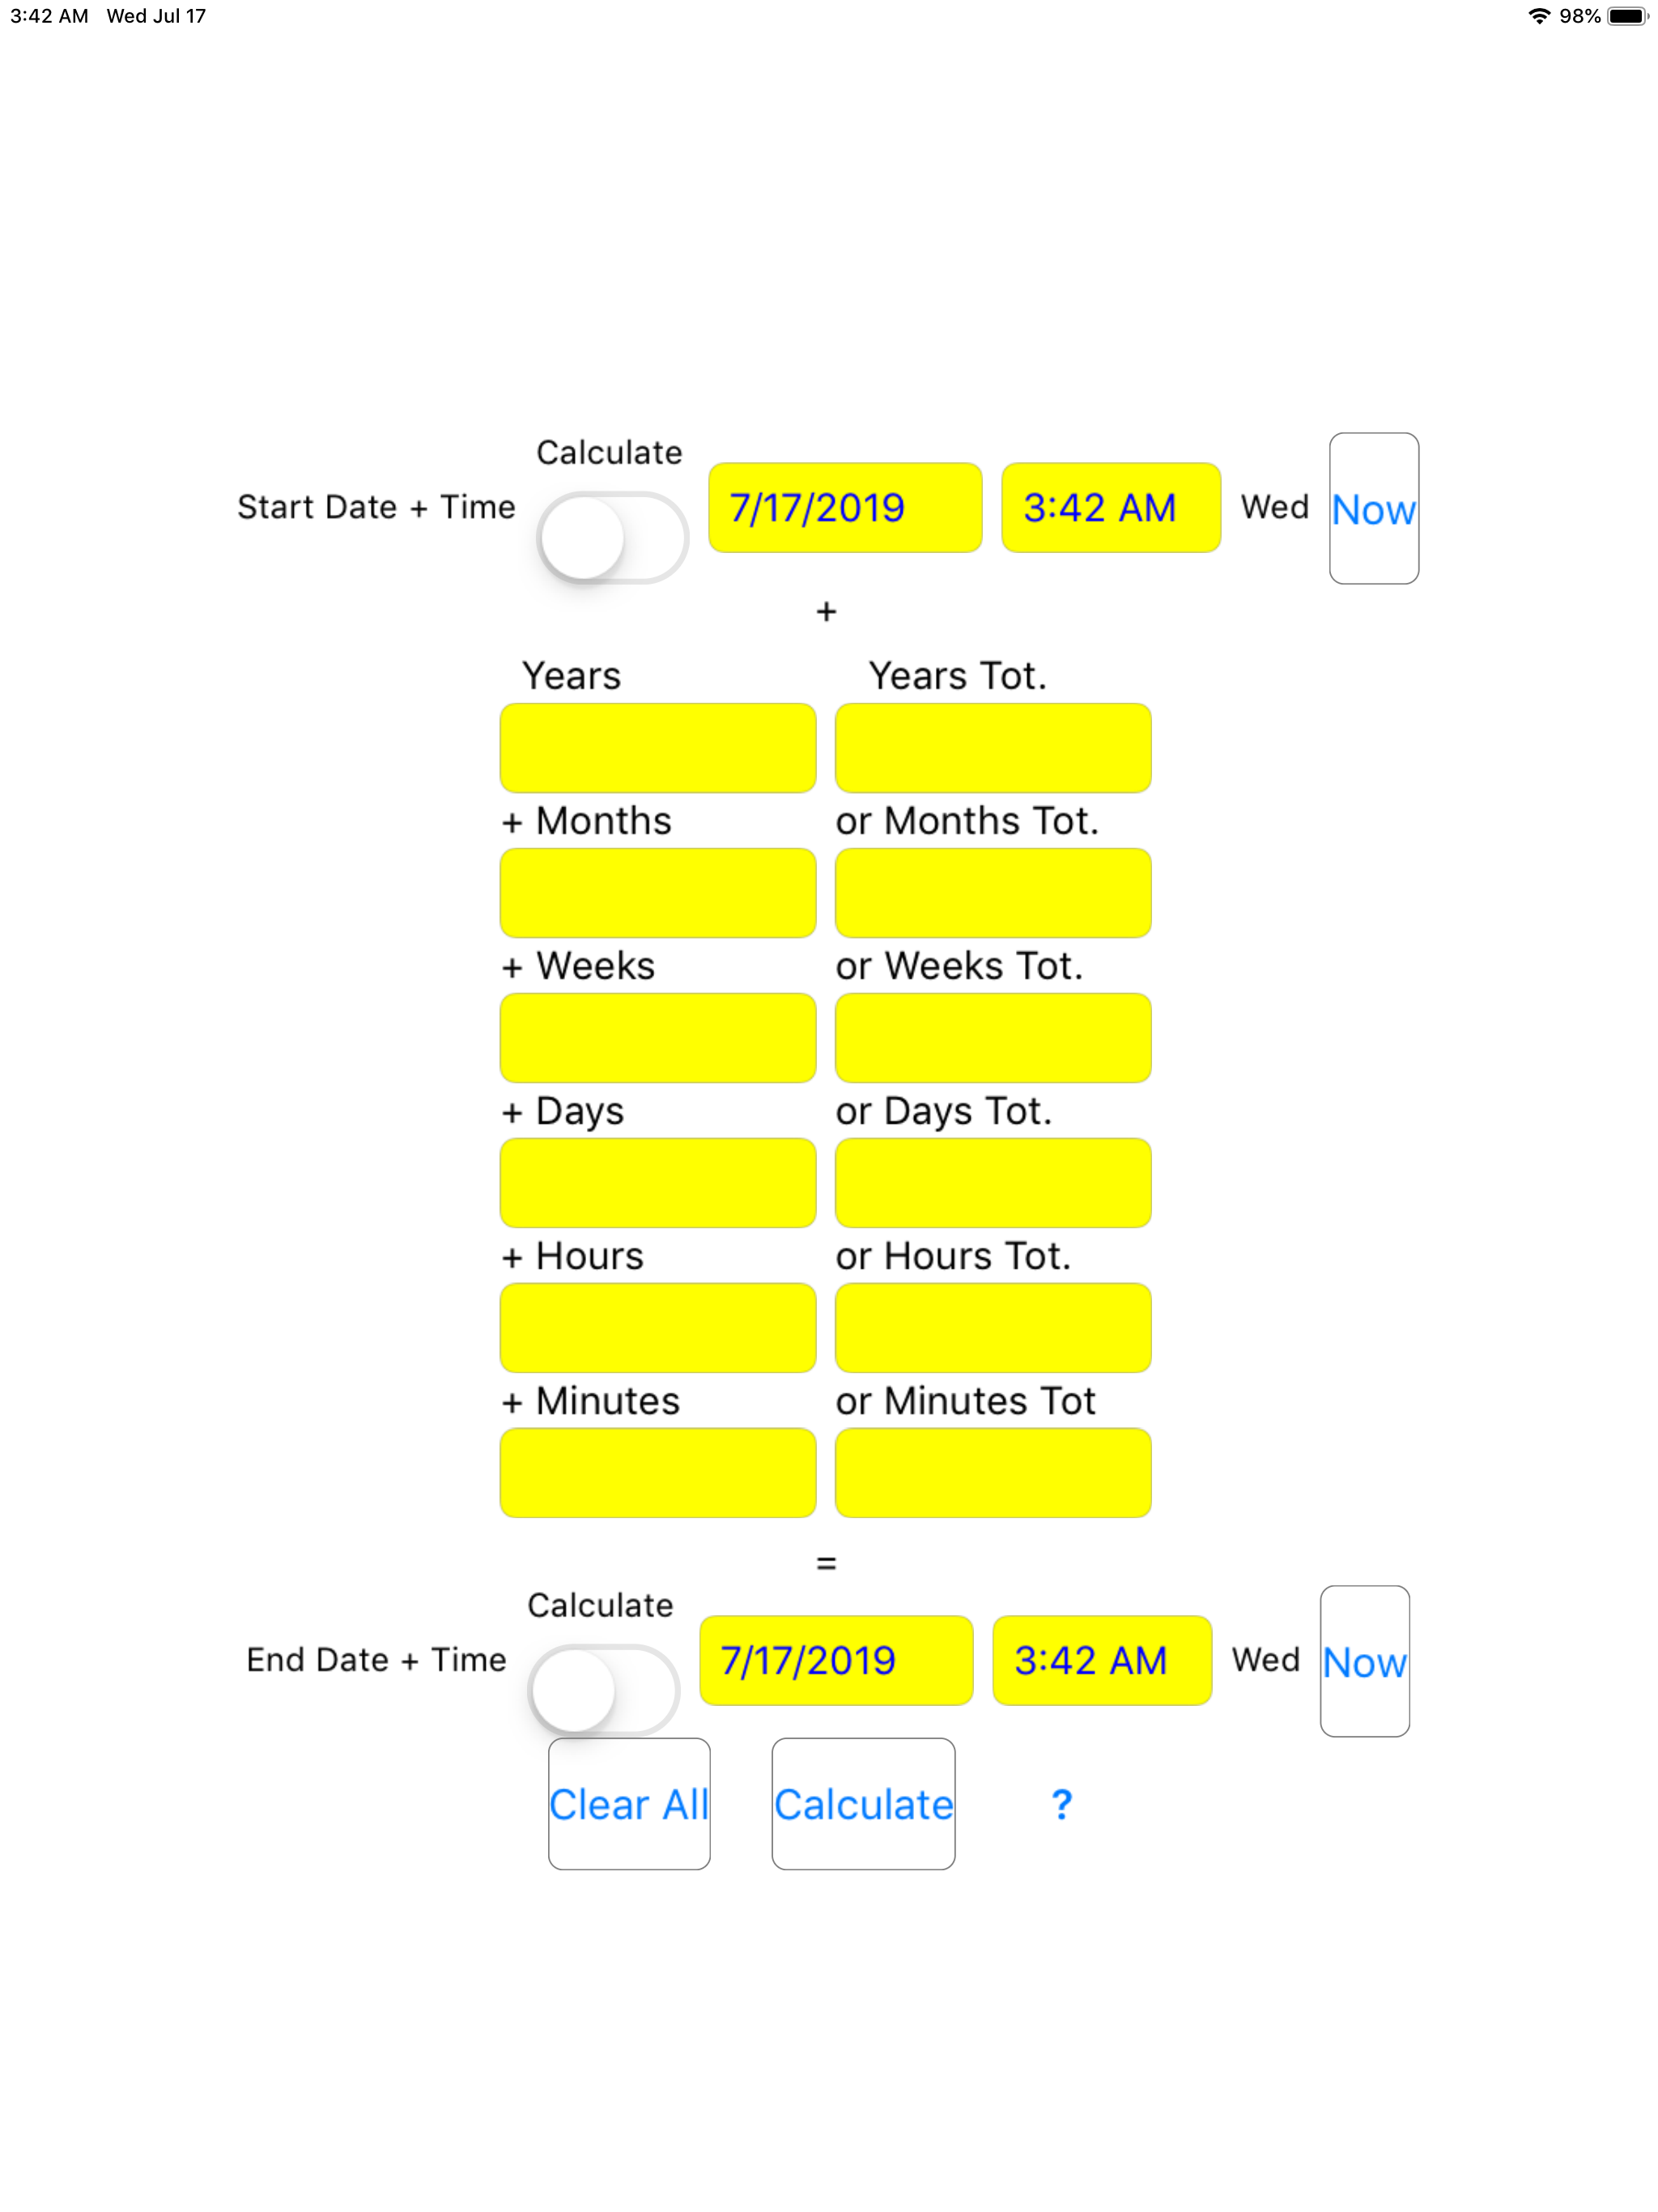 3:42 AM Wed Jul 17 98%
Calculate
Start Date + Time 7/17/2019 3:42 AM Wed Now
+
Years Years Tot.
+ Months or Months Tot.
+ Weeks or Weeks Tot.
+ Days or Days Tot.
+ Hours or Hours Tot.
+ Minutes or Minutes Tot
=
Calculate
End Date + Time 7/17/2019 3:42 AM Wed Now
Clear All Calculate ?